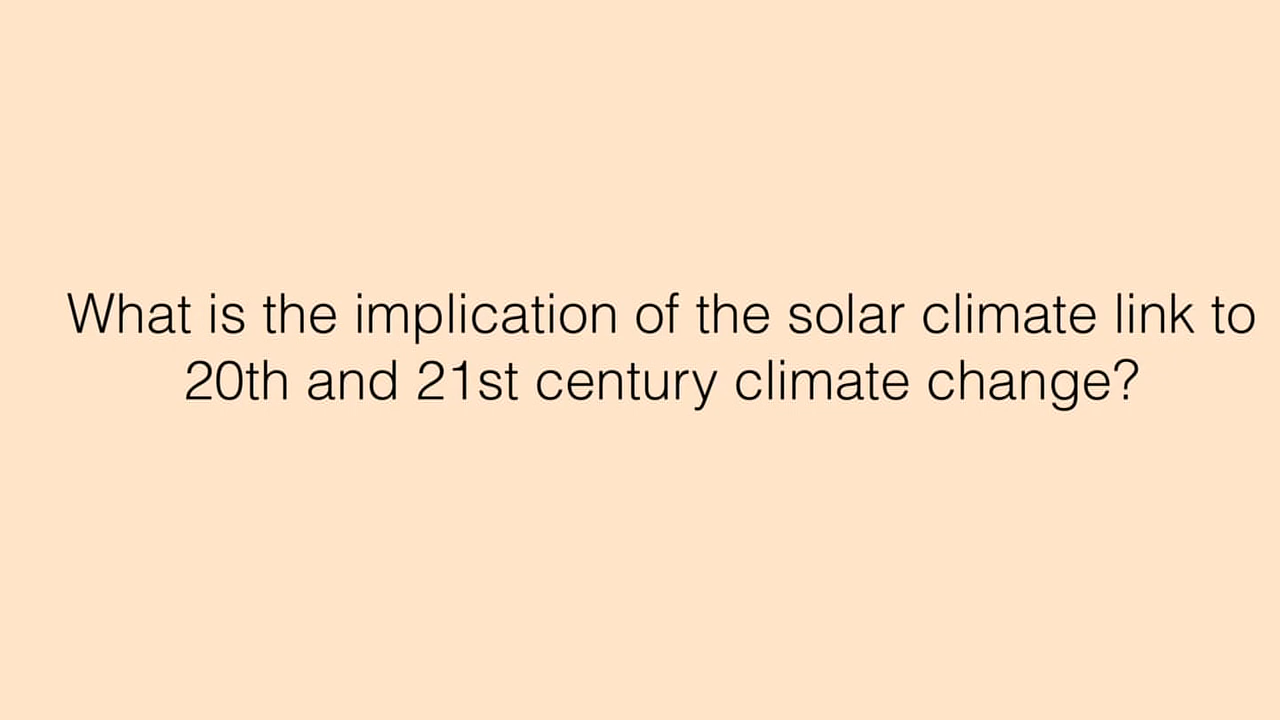 What is the implication of the solar climate link to
20th and 21st century climate change?